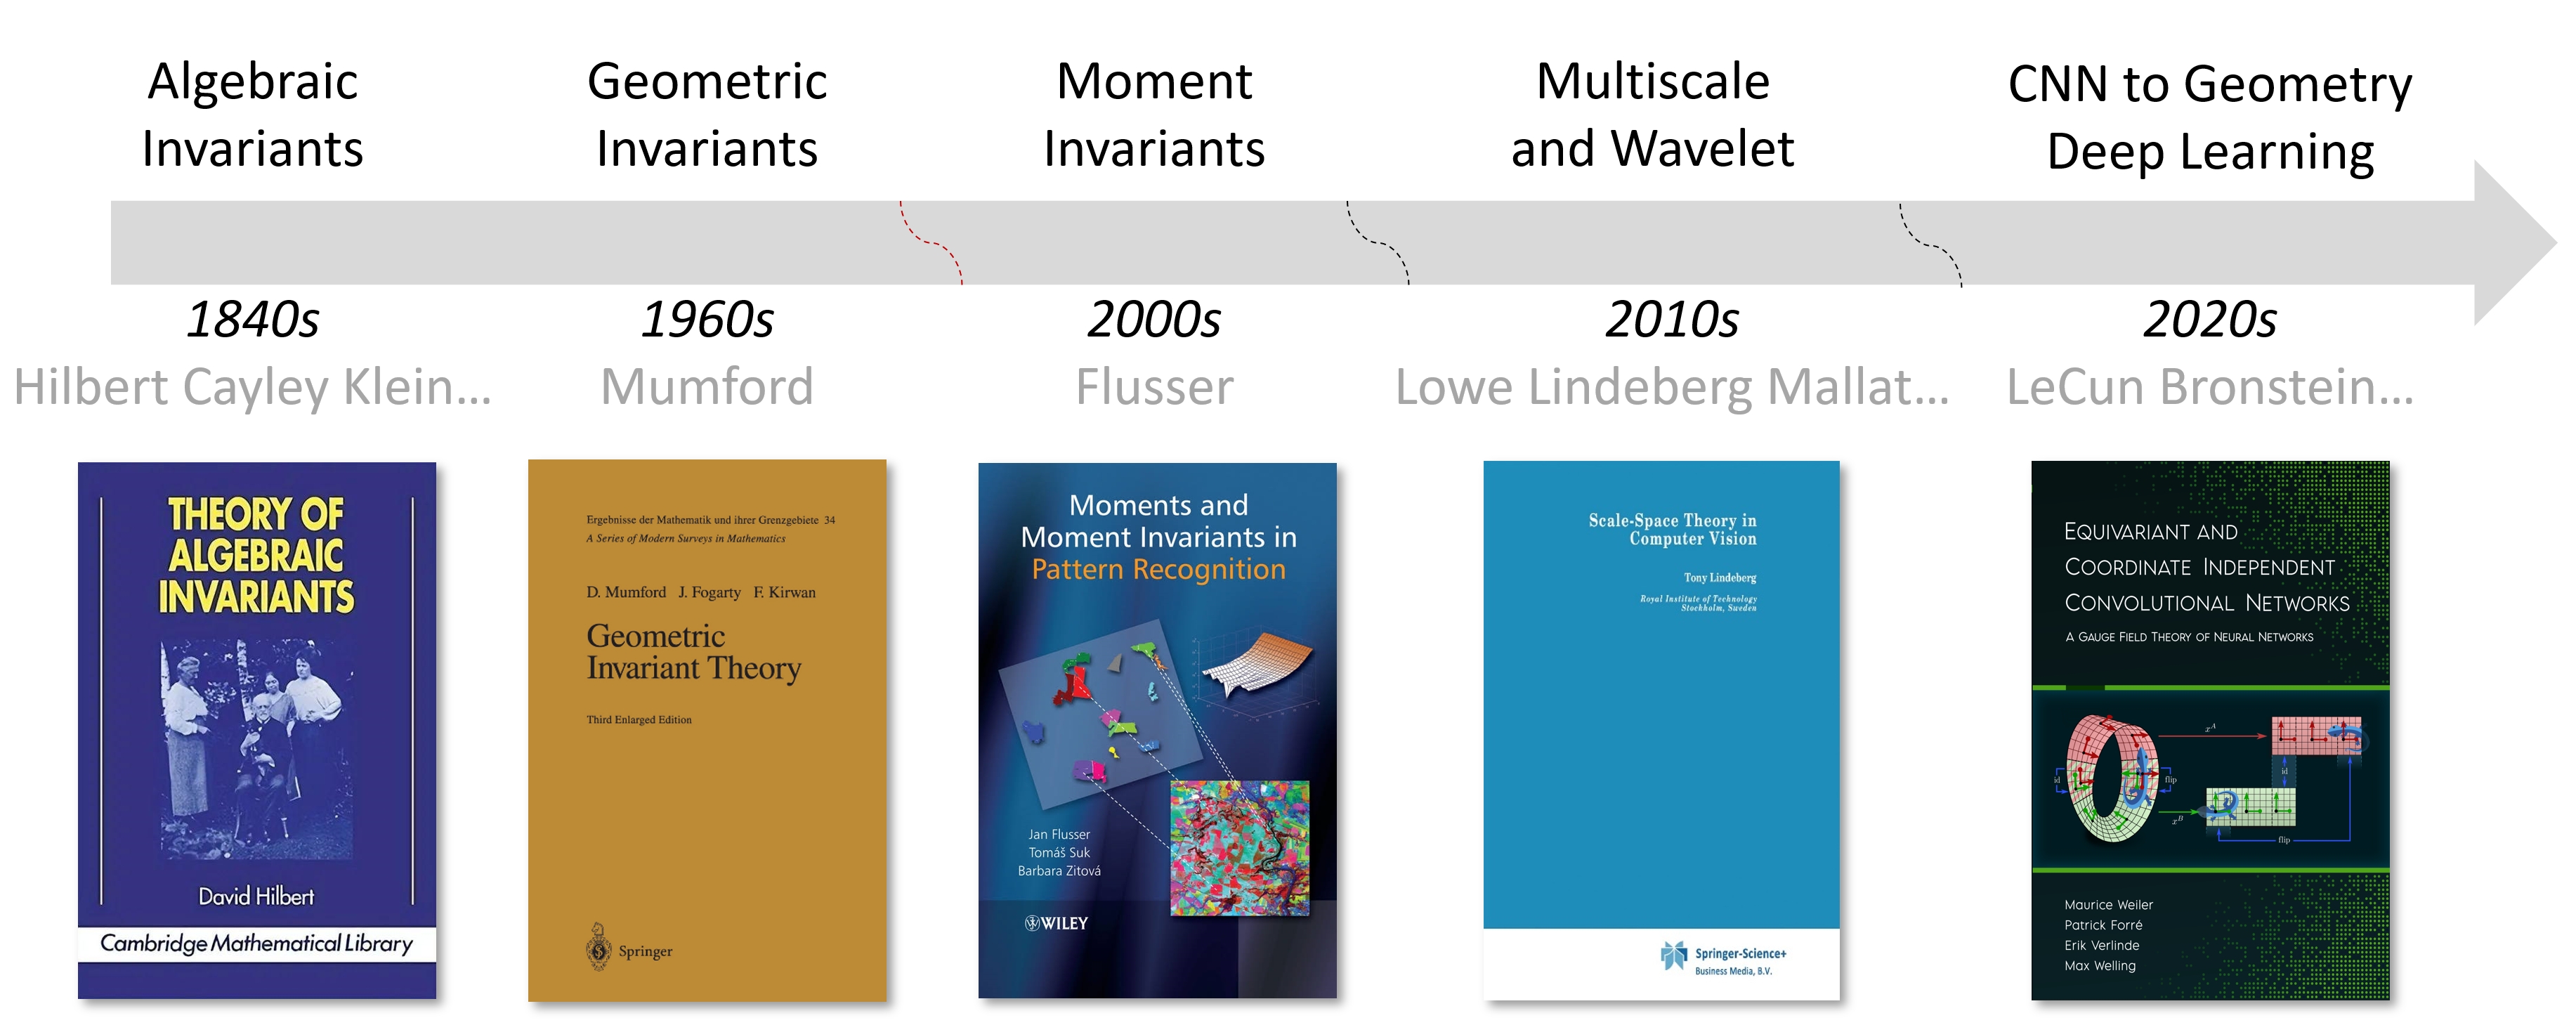 Algebraic
Invariants
Geometric
Invariants
Moment
Invariants
Multiscale
and Wavelet
CNN to Geometry
Deep Learning
1840s
1960s
2000s
2010s
2020s
Hilbert Cayley Klein...
Mumford
Flusser
Lowe Lindeberg Mallat...
LeCun Bronstein...
THEORY OF
ALGEBRAIC
INVARIANTS
David Hilbert
Cambridge Mathematical Library
Ergebnisse der Mathematik und ihrer Grenzgebiete 34
A Series of Modern Surveys in Mathematics
D. Mumford J. Fogarty F. Kirwan
Geometric
Invariant Theory
Third Enlarged Edition
Springer
Moments and
Moment Invariants in
Pattern Recognition
Jan Flusser
Tomáš Suk
Barbara Zitová
WILEY
Scale-Space Theory in
Computer Vision
Tony Lindeberg
Royal Institute of Technology
Stockholm, Sweden
Springer-Science+
Business Media, B.V.
EQUIVARIANT AND
COORDINATE INDEPENDENT
CONVOLUTIONAL NETWORKS
A GAUGE FIELD THEORY OF NEURAL NETWORKS
x^A
id
id
flip
x^B
flip
Maurice Weiler
Patrick Forré
Erik Verlinde
Max Welling